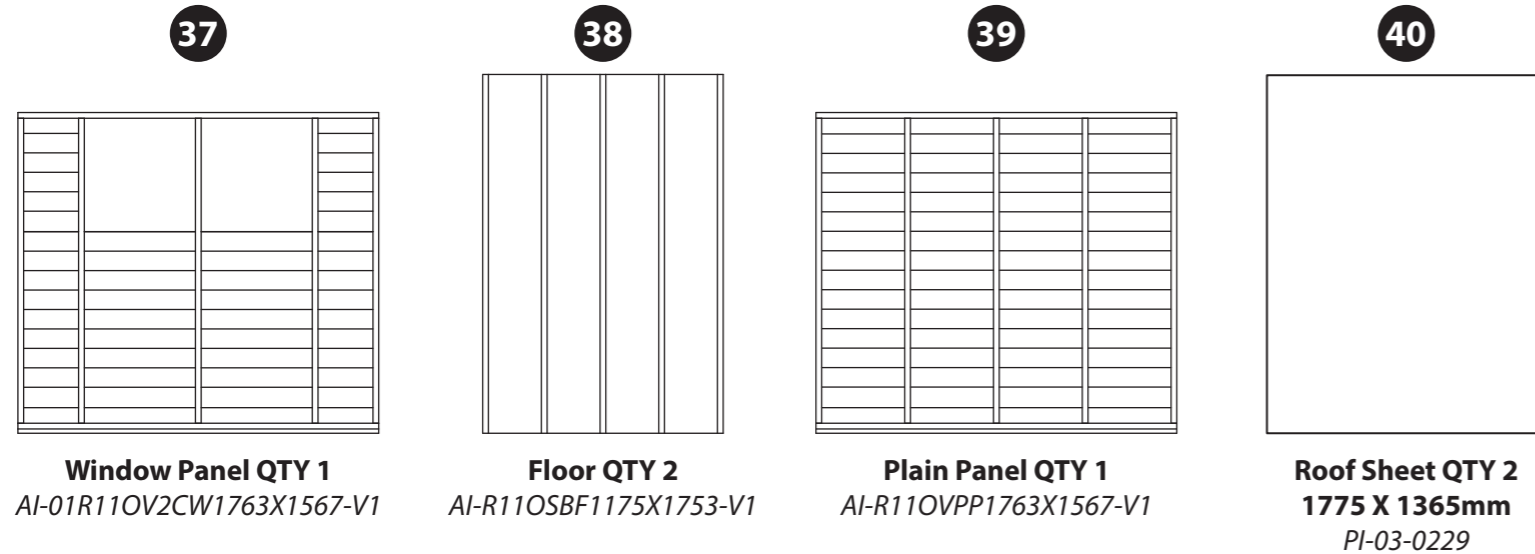 37
38
39
40
Window Panel QTY 1
AI-01R11OV2CW1763X1567-V1
Floor QTY 2
AI-R11OSBF1175X1753-V1
Plain Panel QTY 1
AI-R11OVPP1763X1567-V1
Roof Sheet QTY 2
1775 X 1365mm
PI-03-0229